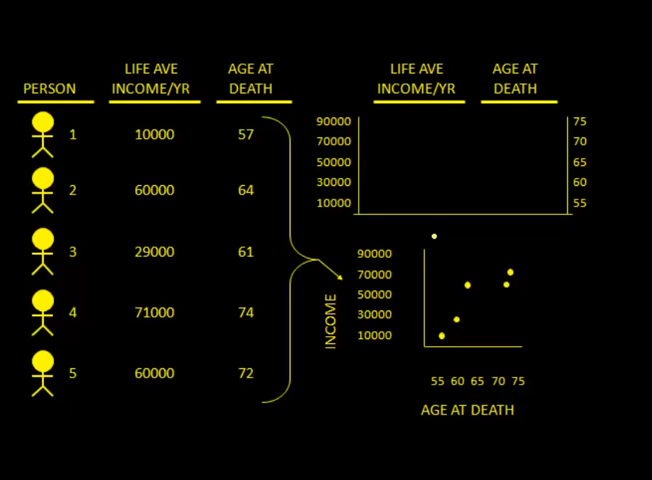 LIFE AVE AGE AT LIFE AVE AGE AT
PERSON INCOME/YR DEATH INCOME/YR DEATH
90000 75
1 10000 57
70000 70
50000 65
2 60000 64
30000 60
10000 55
3 29000 61
90000
70000
50000
4 71000 74
30000
10000
INCOME
5 60000 72
55 60 65 70 75
AGE AT DEATH